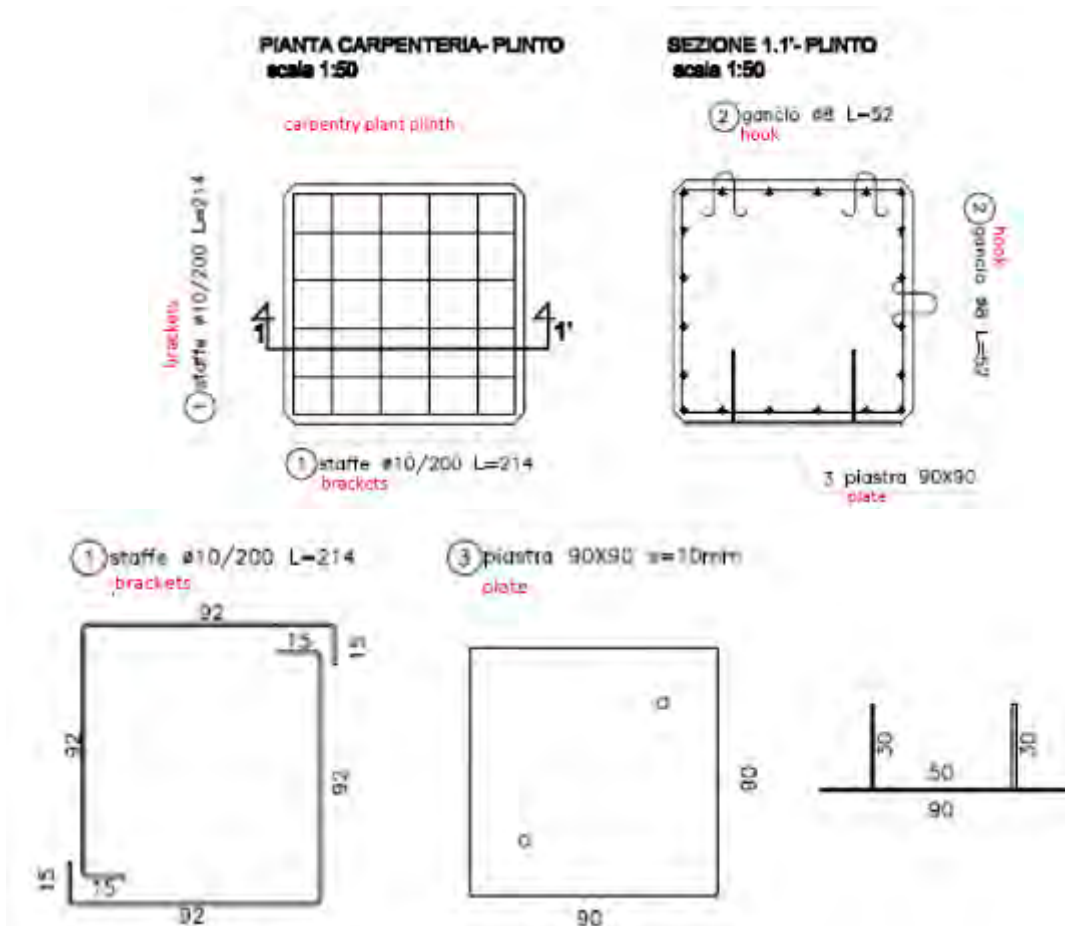 PIANTA CARPENTERIA- PLINTO
scala 1:50
SEZIONE 1.1'- PLINTO
scala 1:50
carpentry plant plinth
2 gancio ø8 L=52
hook
1 staffe ø10/200 L=214
brackets
2 gancio ø8 L=52
hook
1
1'
1 staffe ø10/200 L=214
brackets
3 piastra 90X90
plate
1 staffe ø10/200 L=214
brackets
3 piastra 90X90 s=10mm
plate
92
15
15
92
92
15
15
92
90
90
30
50
30
90